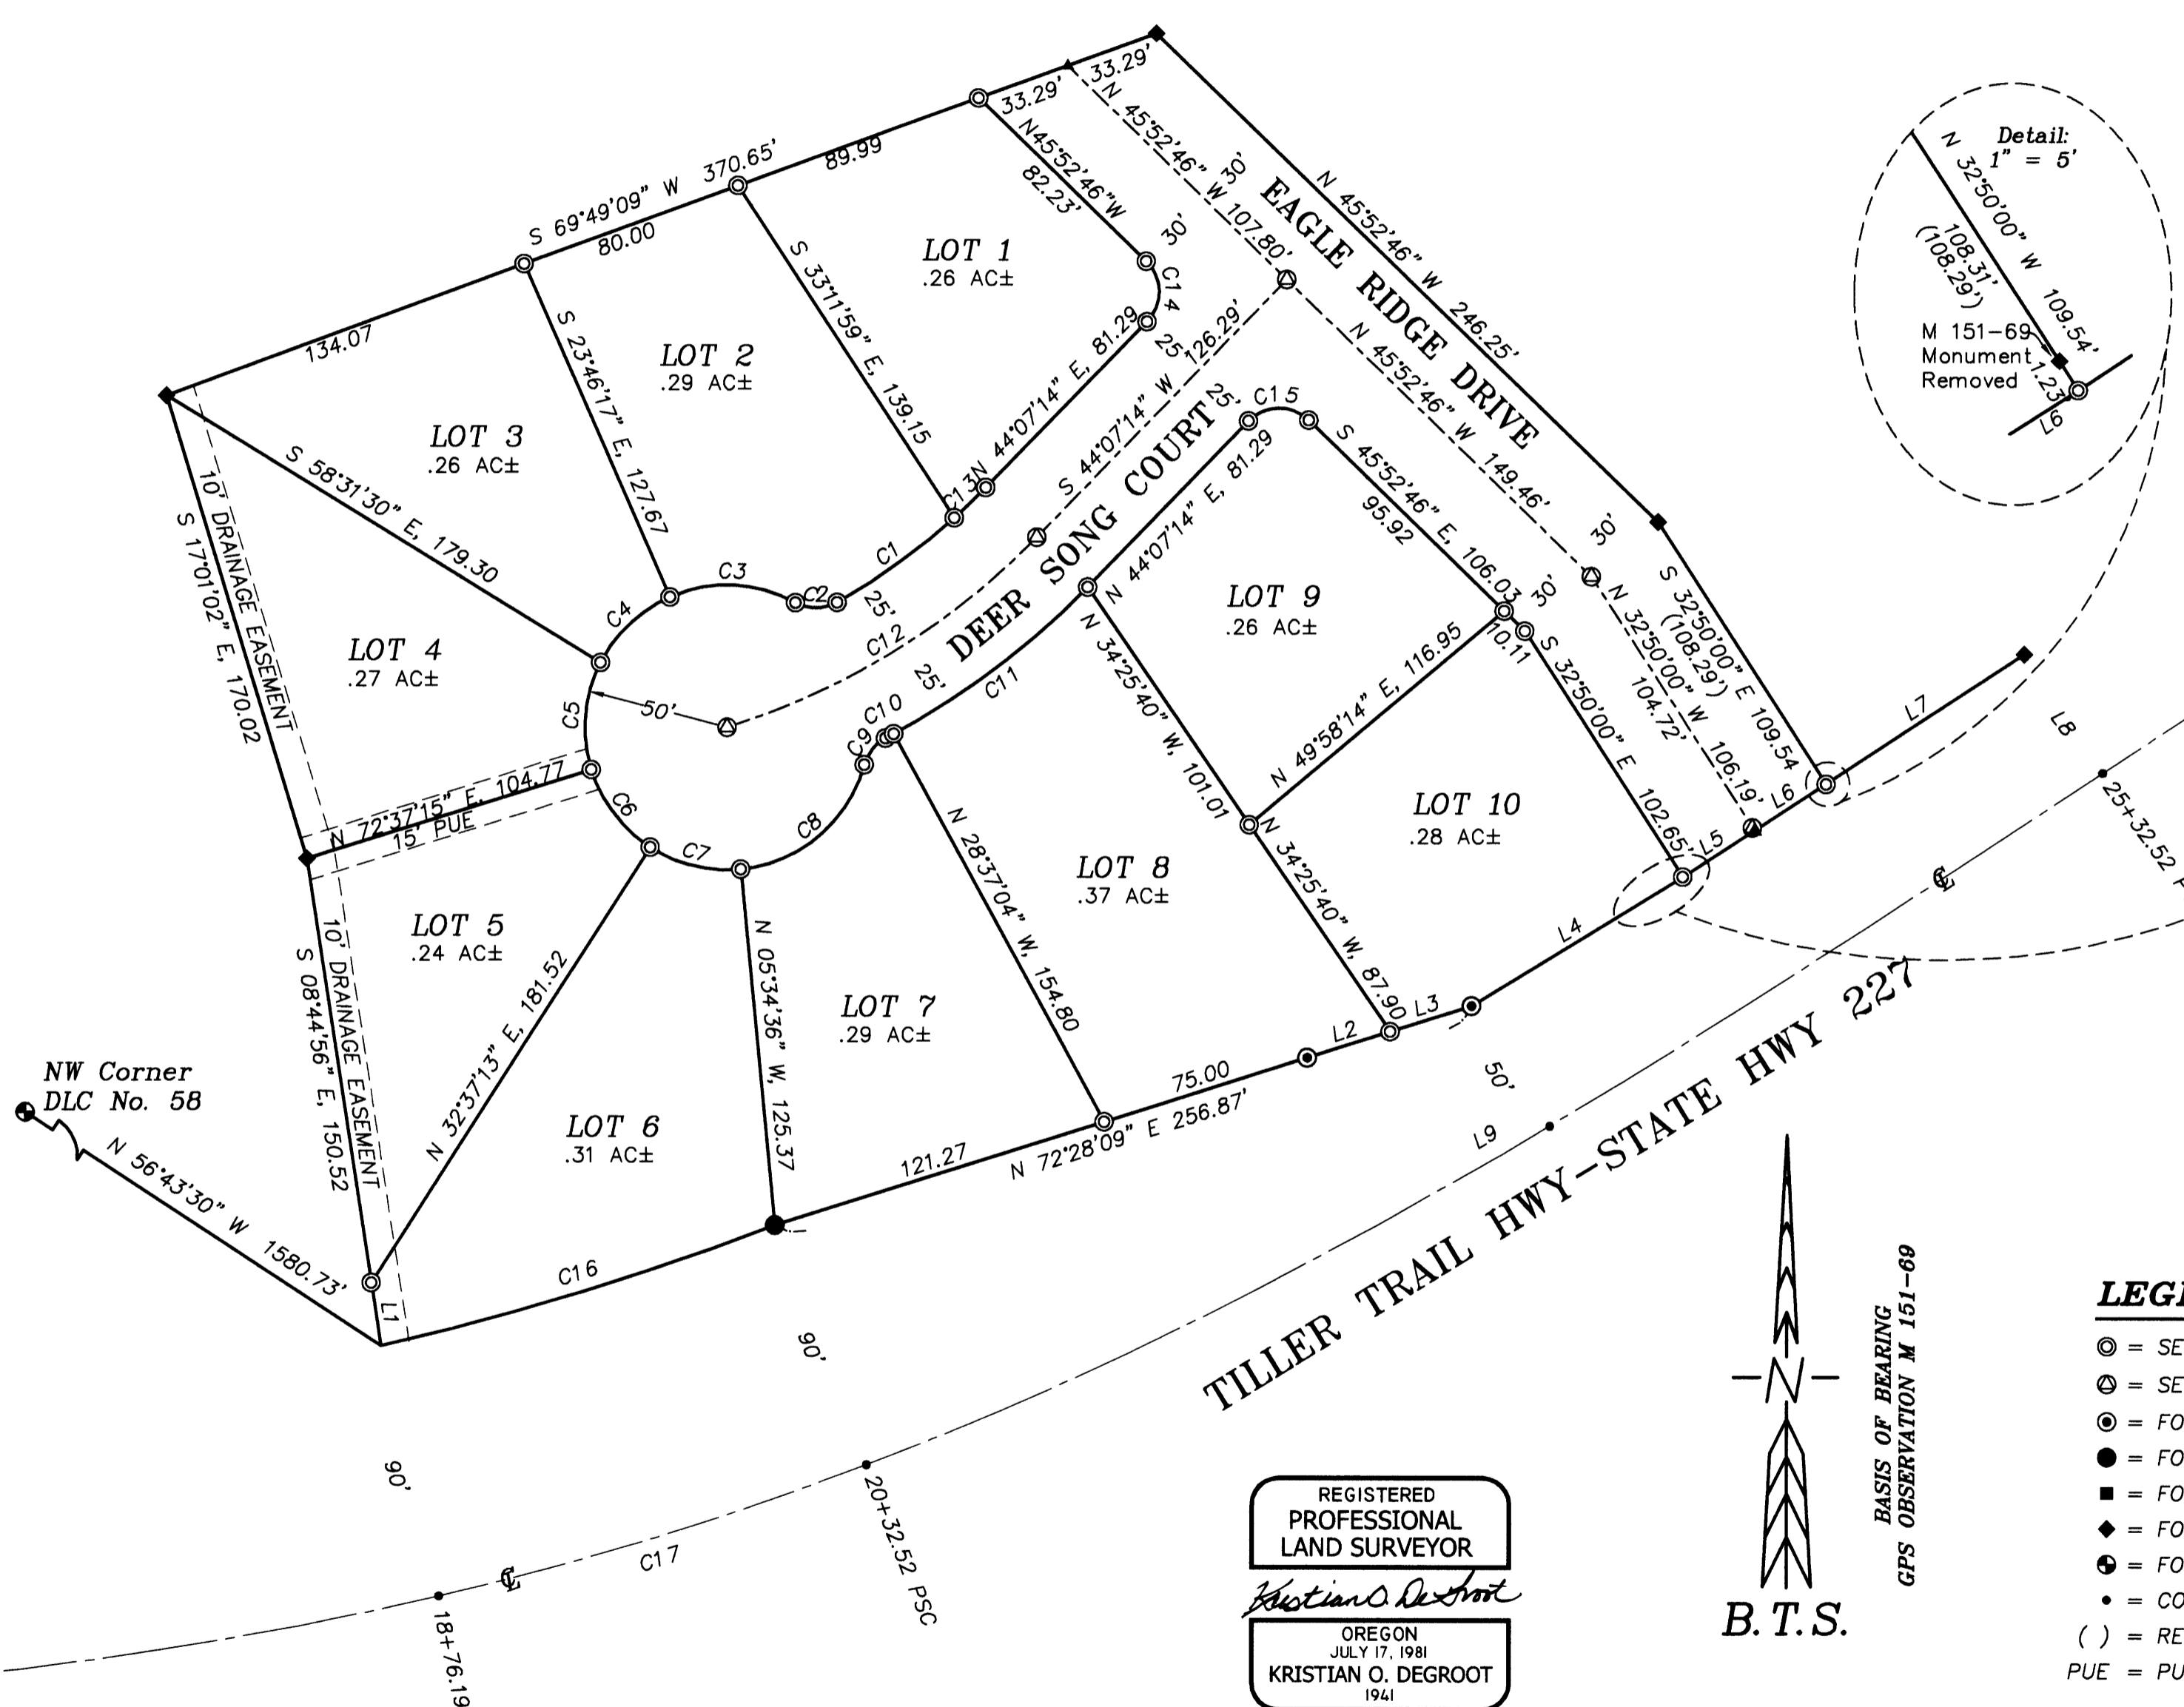 33.29'
33.29'
N 45°52'46" W 107.80'
30'
EAGLE RIDGE DRIVE
N 45°52'46" W 246.25'
Detail:
1" = 5'
N 32°50'00" W 109.54'
108.31'
(108.29')
M 151-69
Monument
Removed
1.23'
L6
S 69°49'09" W 370.65'
89.99
80.00
134.07
N45°52'46"W
82.23'
30'
C14
LOT 1
.26 AC±
S 33°11'59" E, 139.15
N 44°07'14" E, 81.29
25'
S 44°07'14" W 126.29'
25'
C15
C13
LOT 2
.29 AC±
S 23°46'17" E, 127.67
LOT 3
.26 AC±
S 58°31'30" E, 179.30
10' DRAINAGE EASEMENT
S 17°01'02" E, 170.02
LOT 4
.27 AC±
C1
C2
C3
C4
C5
50'
25'
C12
DEER SONG COURT
25'
C11
C10
C9
C8
C7
C6
N 44°07'14" E, 81.29
S 45°52'46" E, 106.03
95.92
10.11
N 45°52'46" W 149.46'
30'
30'
LOT 9
.26 AC±
N 34°25'40" W, 101.01
N 49°58'14" E, 116.95
S 32°50'00" E 109.54
(108.29')
N 32°50'00" W 106.19'
104.72'
S 32°50'00" E 102.65'
LOT 10
.28 AC±
L7
L8
L6
L5
L4
L3
L2
25+32.52
N 72°37'15" E, 104.77
15' PUE
LOT 5
.24 AC±
10' DRAINAGE EASEMENT
S 08°44'56" E, 150.52
N 32°37'13" E, 181.52
LOT 6
.31 AC±
N 05°34'36" W, 125.37
LOT 7
.29 AC±
N 28°37'04" W, 154.80
LOT 8
.37 AC±
N 34°25'40" W, 87.90
75.00
121.27
N 72°28'09" E 256.87'
50'
L9
TILLER TRAIL HWY-STATE HWY 227
NW Corner
DLC No. 58
N 56°43'30" W 1580.73'
L1
C16
90'
90'
C17
18+76.19
20+32.52 PSC
REGISTERED
PROFESSIONAL
LAND SURVEYOR
Kristian O. DeGroot
OREGON
JULY 17, 1981
KRISTIAN O. DEGROOT
1941
N
B.T.S.
BASIS OF BEARING
GPS OBSERVATION M 151-69
LEG
= SE
= SE
= FO
= FO
= FO
= FO
= FO
= CO
( ) = RE
PUE = PU